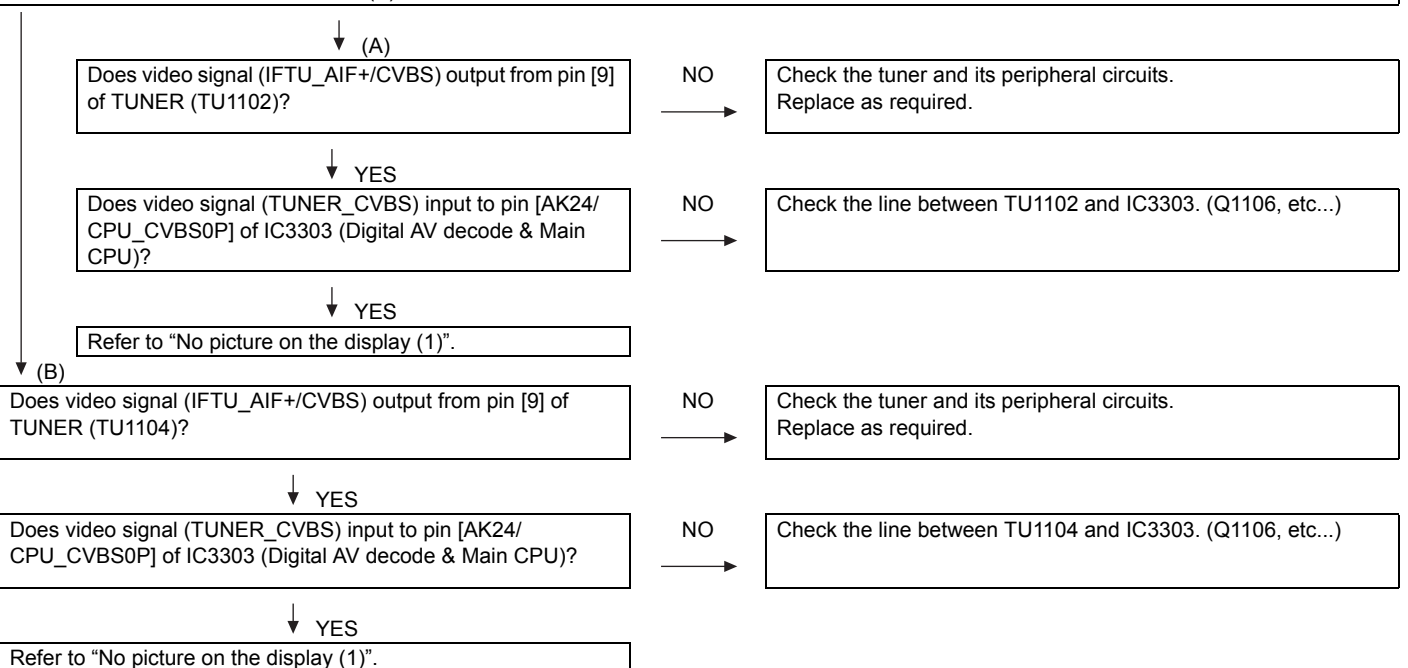 (A)
Does video signal (IFTU_AIF+/CVBS) output from pin [9]
of TUNER (TU1102)?
NO
Check the tuner and its peripheral circuits.
Replace as required.
YES
Does video signal (TUNER_CVBS) input to pin [AK24/
CPU_CVBS0P] of IC3303 (Digital AV decode & Main
CPU)?
NO
Check the line between TU1102 and IC3303. (Q1106, etc...)
YES
Refer to “No picture on the display (1)”.
(B)
Does video signal (IFTU_AIF+/CVBS) output from pin [9] of
TUNER (TU1104)?
NO
Check the tuner and its peripheral circuits.
Replace as required.
YES
Does video signal (TUNER_CVBS) input to pin [AK24/
CPU_CVBS0P] of IC3303 (Digital AV decode & Main CPU)?
NO
Check the line between TU1104 and IC3303. (Q1106, etc...)
YES
Refer to “No picture on the display (1)”.